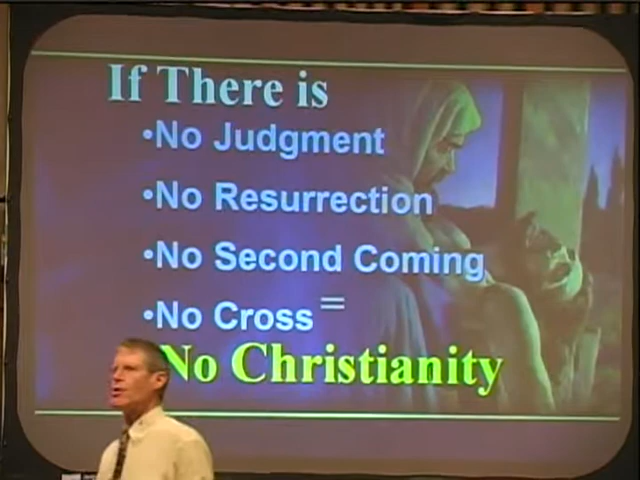 If There is
•No Judgment
•No Resurrection
•No Second Coming
•No Cross =
No Christianity